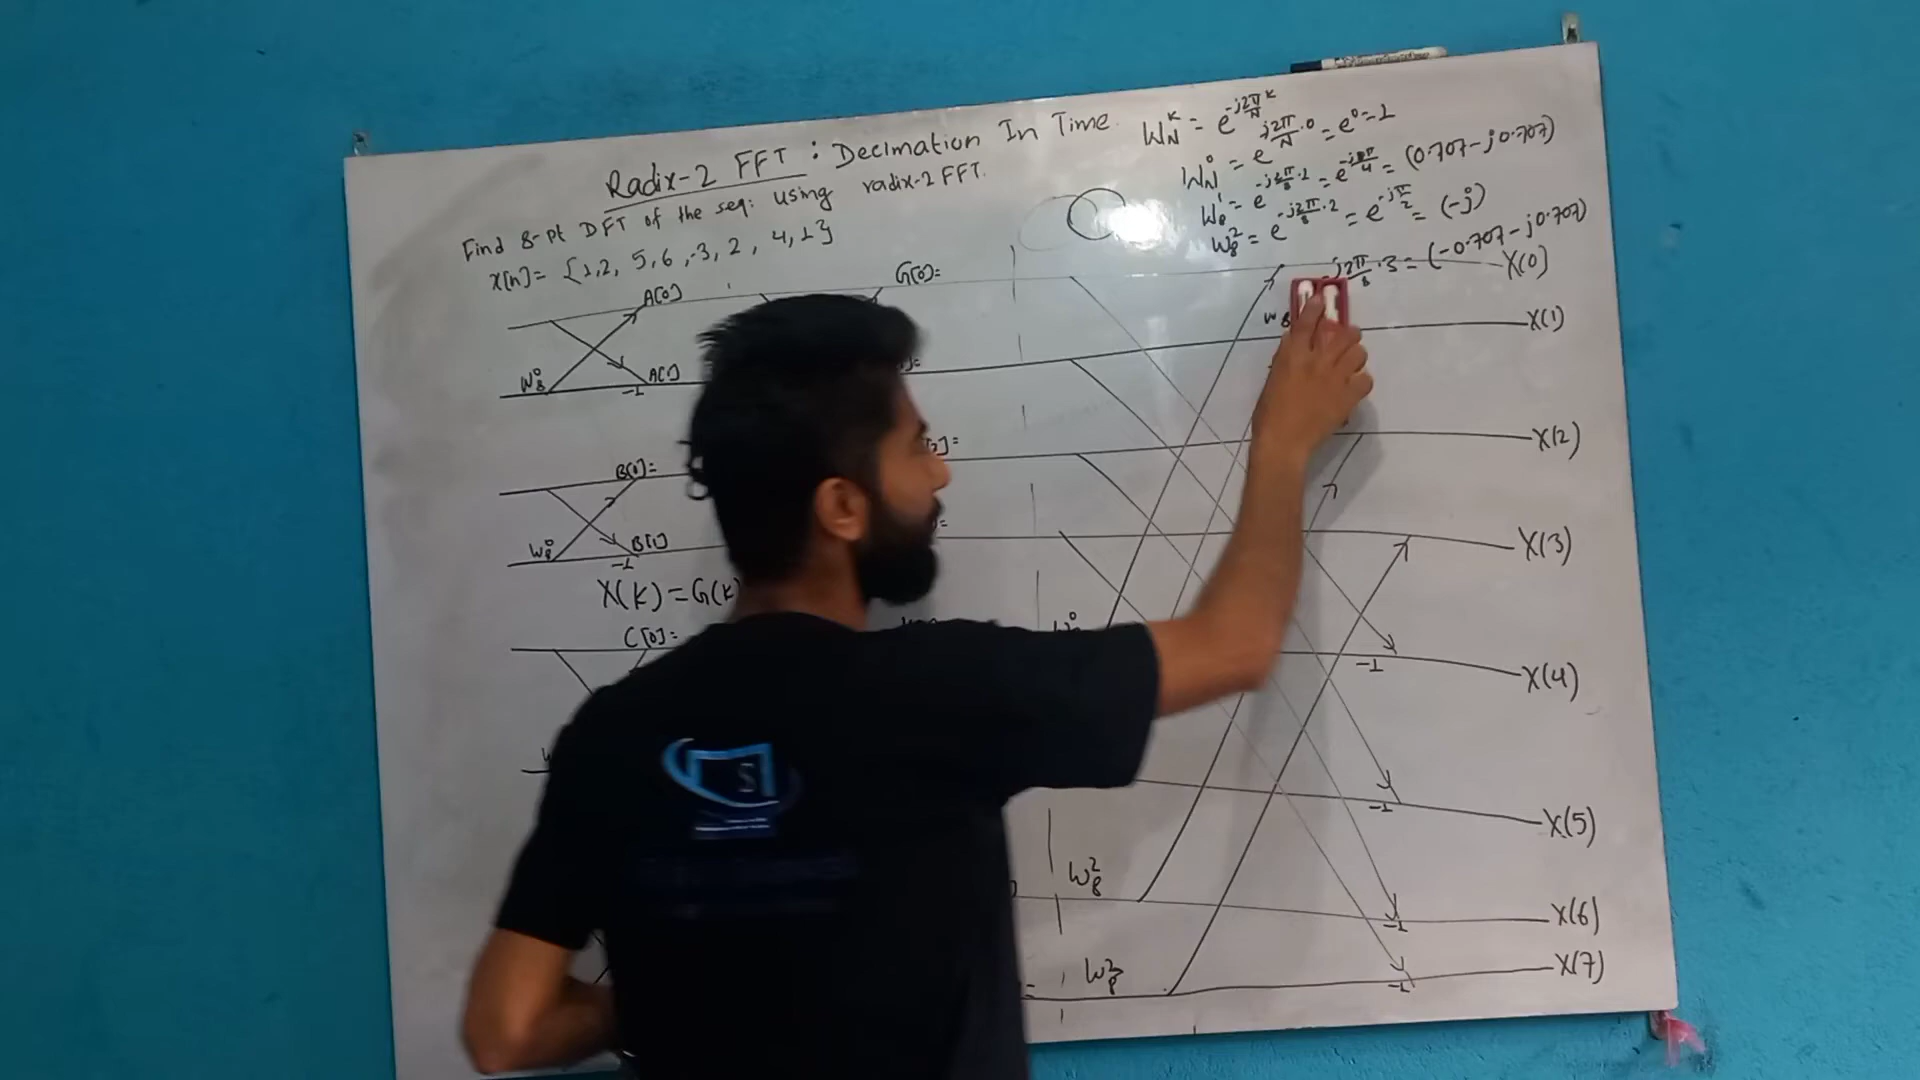 Radix-2 FFT : Decimation In Time
Find 8-pt DFT of the seq: using radix-2 FFT.
x[n]= {1,2, 5,6,-3, 2, 4,1}
W_N^K = e^{-j2π/N K}
W_N^0 = e^{j2π/N·0} = e^0 = 1
W_8^1 = e^{-j2π/8·1} = e^{-jπ/4} = (0.707-j0.707)
W_8^2 = e^{-j2π/8·2} = e^{-jπ/2} = (-j)
-j2π/8·3 = (-0.707-j0.707)
A[0]
G[0]=
X(0)
W_8^0
-1
A[1]
X(1)
B[0]=
X(2)
W_8^0
-1
B[1]
X(3)
X(K)=G(K)
C[0]=
-1
X(4)
-1
X(5)
W_8^2
-1
X(6)
W_8^2
-1
X(7)
S